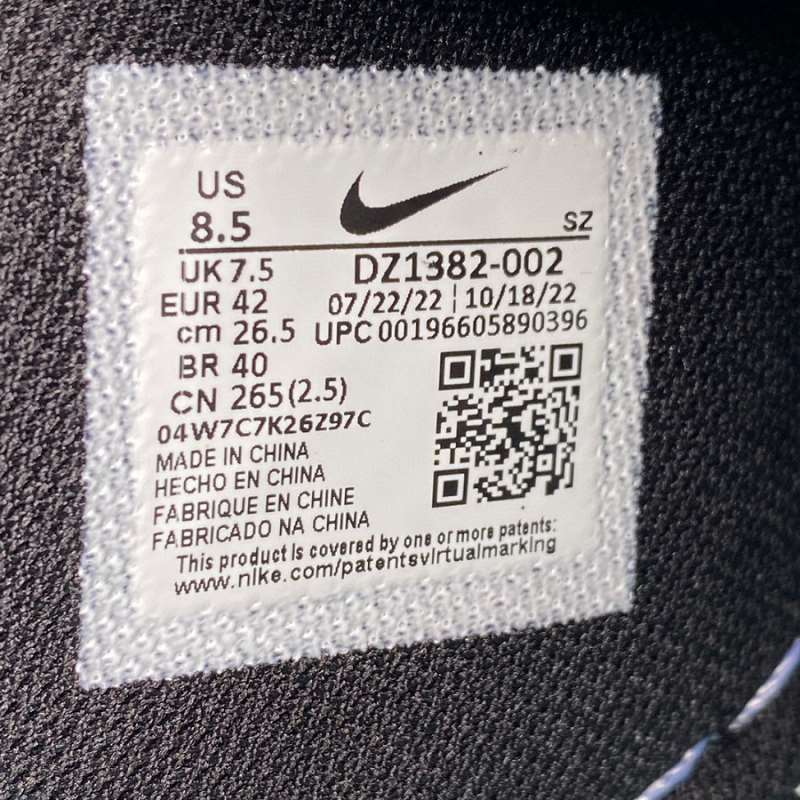 US
8.5
SZ
UK 7.5
DZ1382-002
EUR 42
07/22/22 | 10/18/22
cm 26.5
UPC 00196605890396
BR 40
CN 265(2.5)
04W7C7K26Z97C
MADE IN CHINA
HECHO EN CHINA
FABRIQUE EN CHINE
FABRICADO NA CHINA
This product is covered by one or more patents:
www.nike.com/patentsvirtualmarking